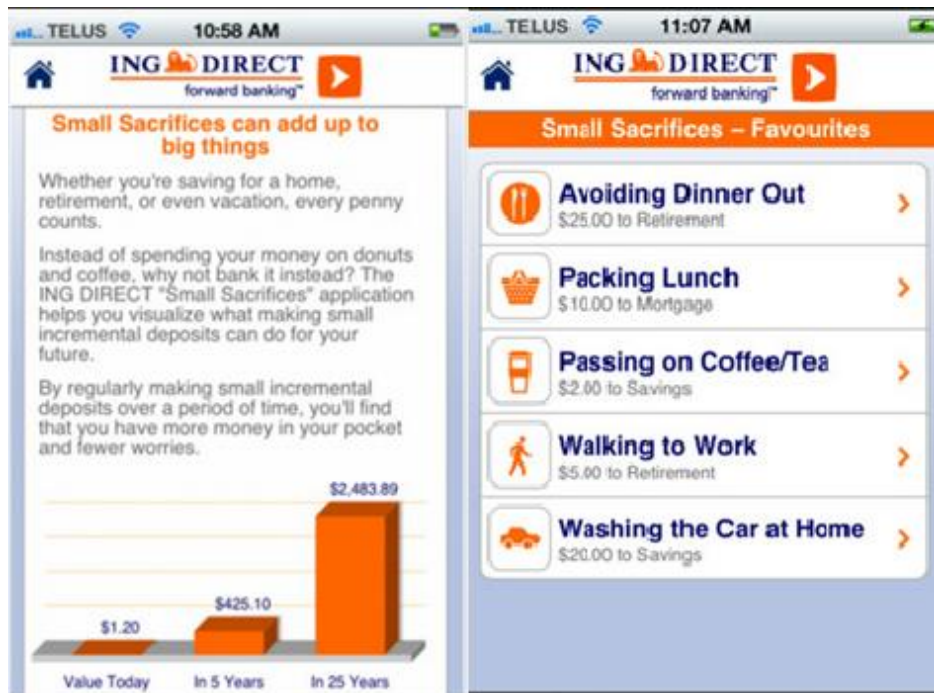 TELUS 10:58 AM
ING DIRECT
forward banking™
Small Sacrifices can add up to
big things
Whether you're saving for a home,
retirement, or even vacation, every penny
counts.
Instead of spending your money on donuts
and coffee, why not bank it instead? The
ING DIRECT "Small Sacrifices" application
helps you visualize what making small
incremental deposits can do for your
future.
By regularly making small incremental
deposits over a period of time, you'll find
that you have more money in your pocket
and fewer worries.
$2,483.89
$425.10
$1.20
Value Today In 5 Years In 25 Years
TELUS 11:07 AM
ING DIRECT
forward banking™
Small Sacrifices – Favourites
Avoiding Dinner Out
$25.00 to Retirement
Packing Lunch
$10.00 to Mortgage
Passing on Coffee/Tea
$2.00 to Savings
Walking to Work
$5.00 to Retirement
Washing the Car at Home
$20.00 to Savings